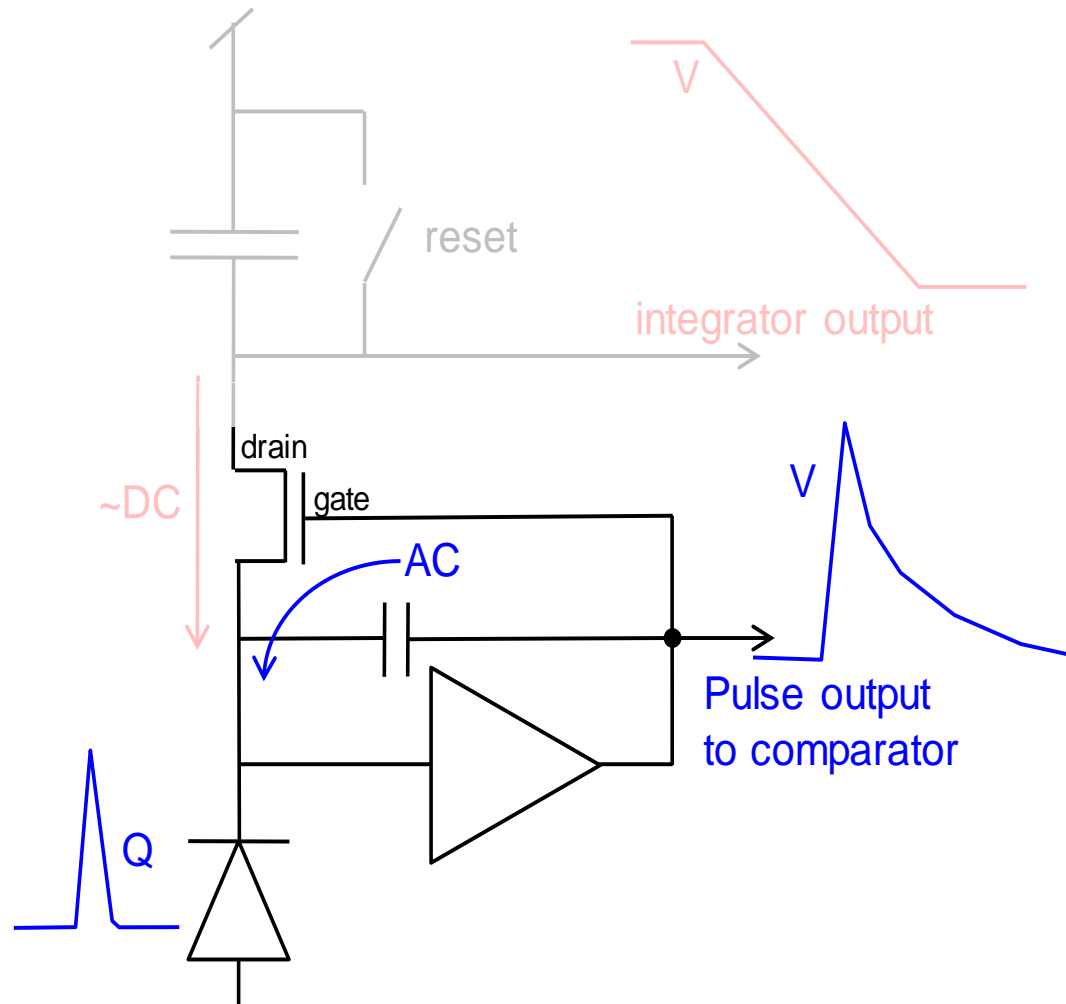 V
reset
integrator output
drain
~DC
gate
V
AC
Pulse output
to comparator
Q